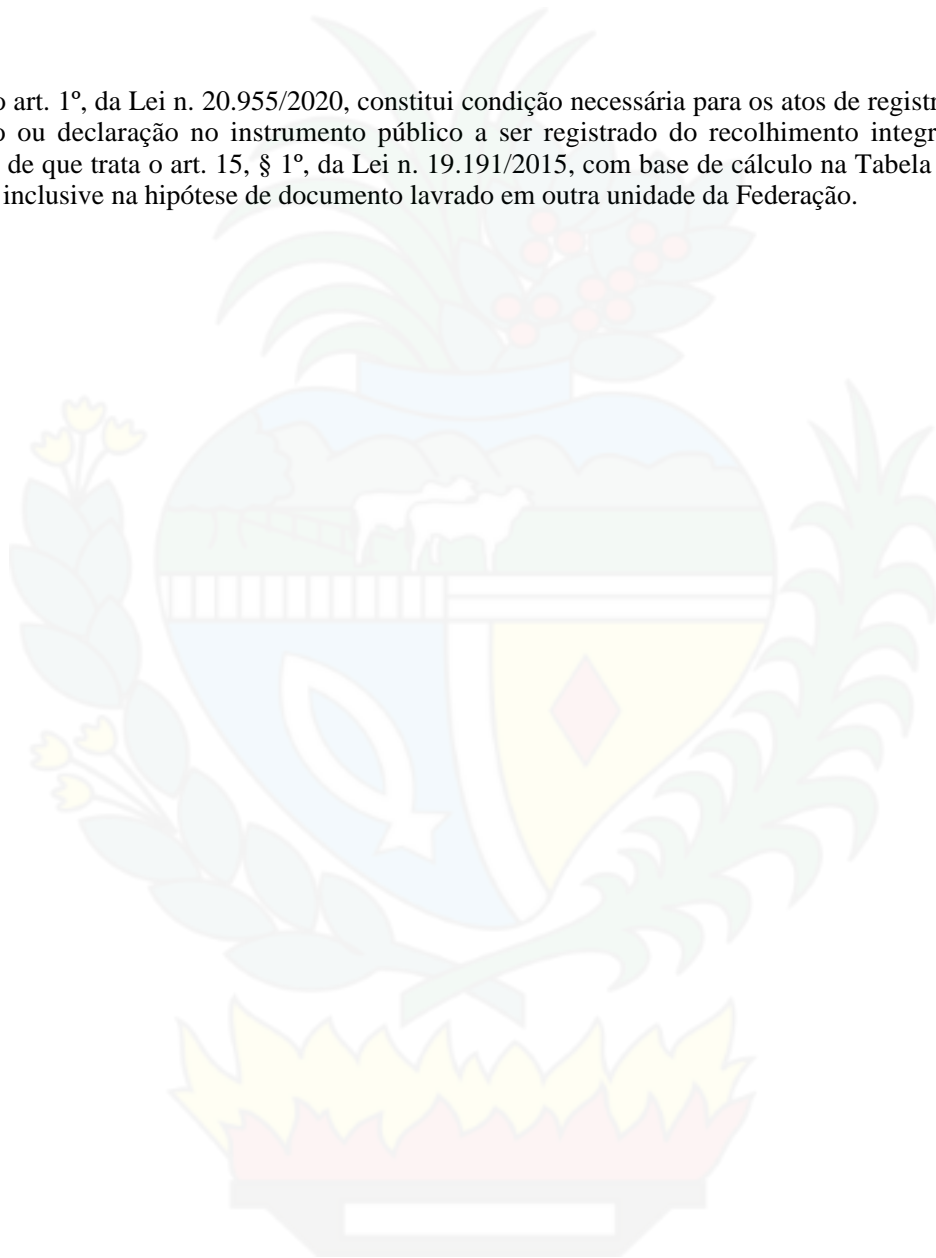 o art. 1º, da Lei n. 20.955/2020, constitui condição necessária para os atos de registr
o ou declaração no instrumento público a ser registrado do recolhimento integr
de que trata o art. 15, § 1º, da Lei n. 19.191/2015, com base de cálculo na Tabela
inclusive na hipótese de documento lavrado em outra unidade da Federação.